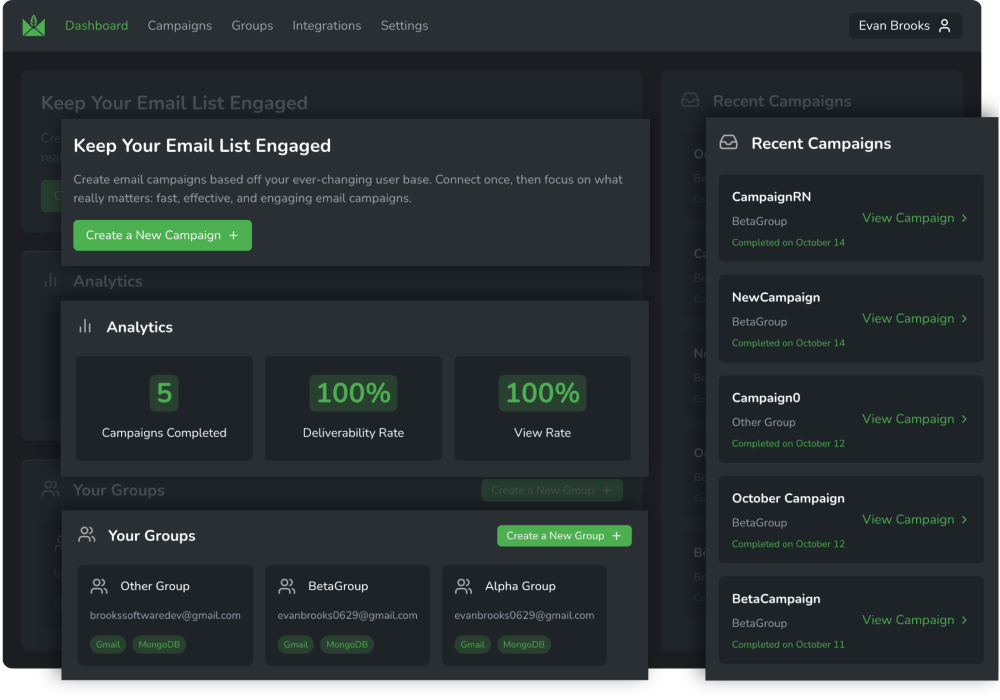 Dashboard Campaigns Groups Integrations Settings
Evan Brooks
Keep Your Email List Engaged
Recent Campaigns
Keep Your Email List Engaged
Create email campaigns based off your ever-changing user base. Connect once, then focus on what
really matters: fast, effective, and engaging email campaigns.
Create a New Campaign +
Analytics
Analytics
5
Campaigns Completed
100%
Deliverability Rate
100%
View Rate
Your Groups
Create a New Group +
Your Groups
Create a New Group +
Other Group
brookssoftwaredev@gmail.com
Gmail MongoDB
BetaGroup
evanbrooks0629@gmail.com
Gmail MongoDB
Alpha Group
evanbrooks0629@gmail.com
Gmail MongoDB
Recent Campaigns
CampaignRN
BetaGroup
Completed on October 14
View Campaign >
NewCampaign
BetaGroup
Completed on October 14
View Campaign >
Campaign0
Other Group
Completed on October 12
View Campaign >
October Campaign
BetaGroup
Completed on October 12
View Campaign >
BetaCampaign
BetaGroup
Completed on October 11
View Campaign >